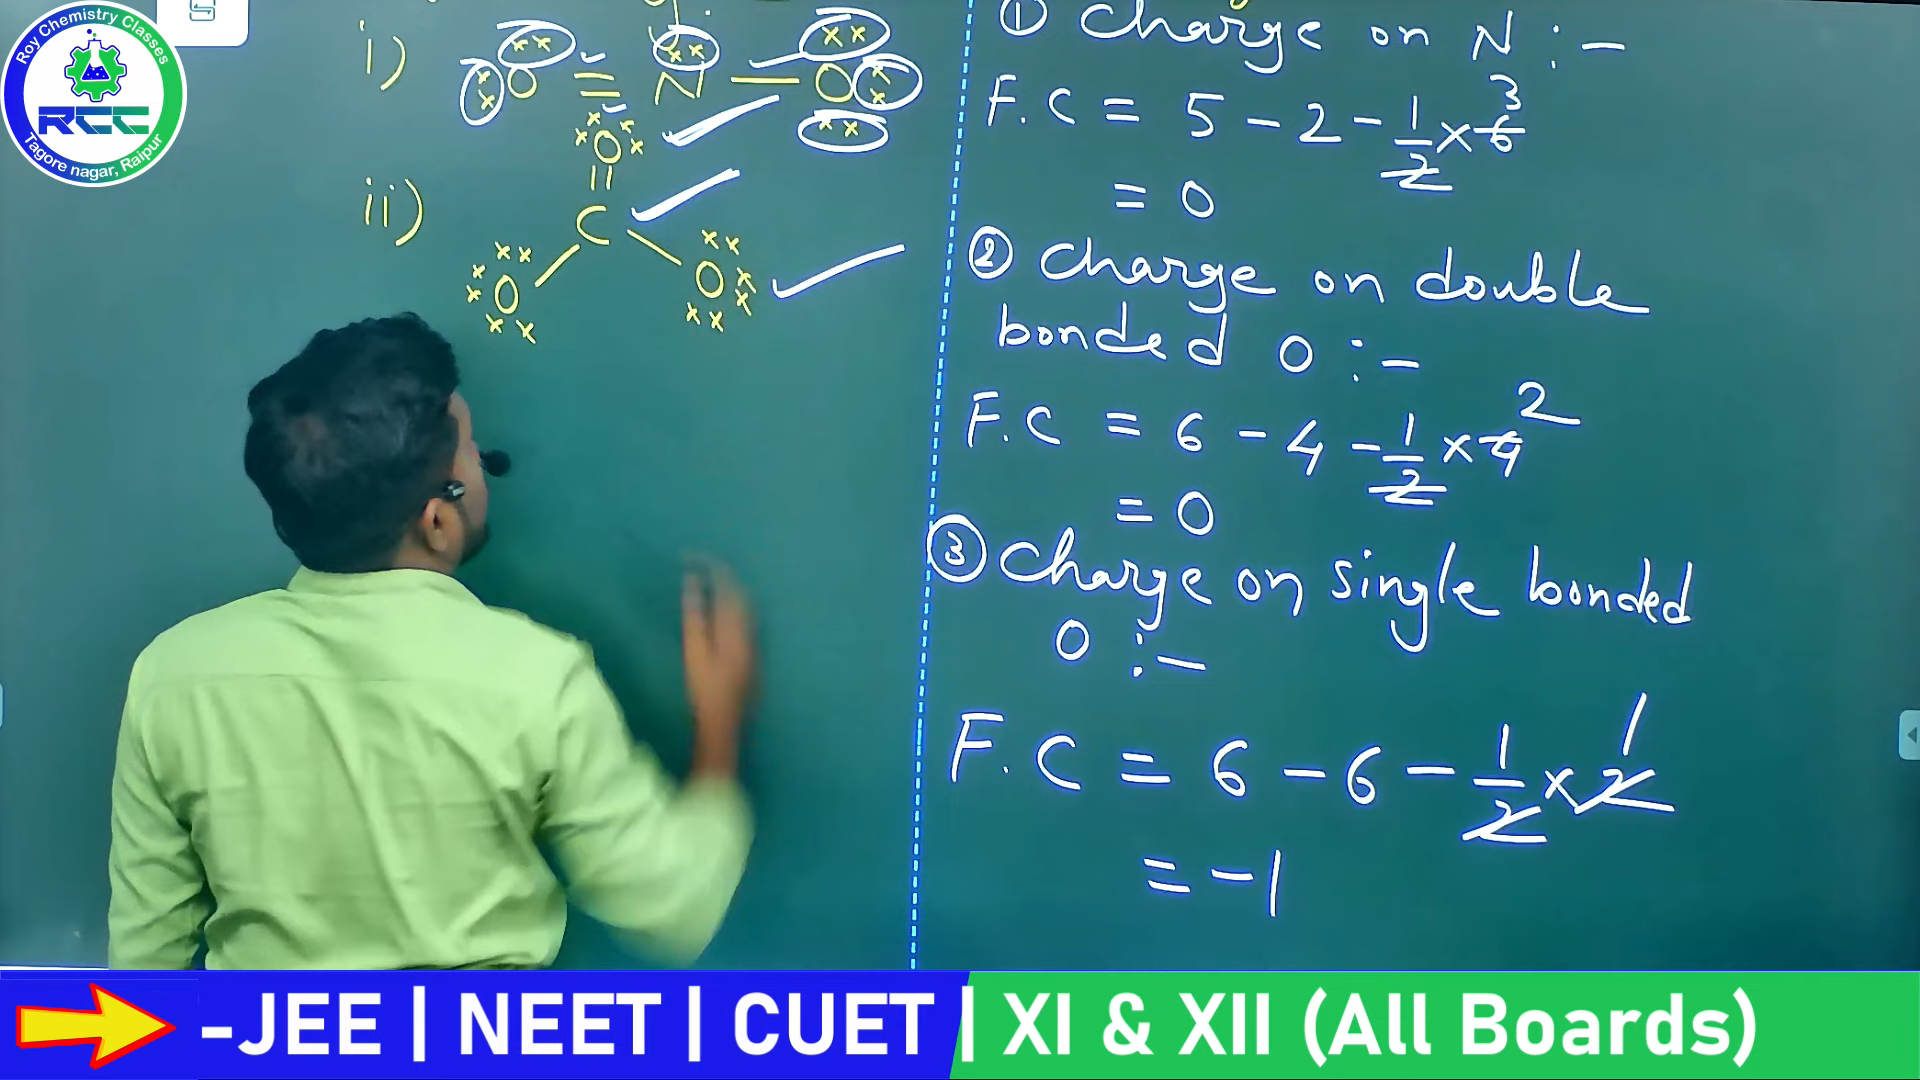 Roy Chemistry Classes
RCC
Tagore nagar, Raipur
i) O = N — O
ii) O
=
C
O O
① Charge on N :-
F.C = 5 - 2 - 1/2 x 6 3
= 0
② Charge on double
bonded O :-
F.C = 6 - 4 - 1/2 x 4 2
= 0
③ Charge on single bonded
O :-
F.C = 6 - 6 - 1/2 x 2 1
= -1
-JEE | NEET | CUET | XI & XII (All Boards)